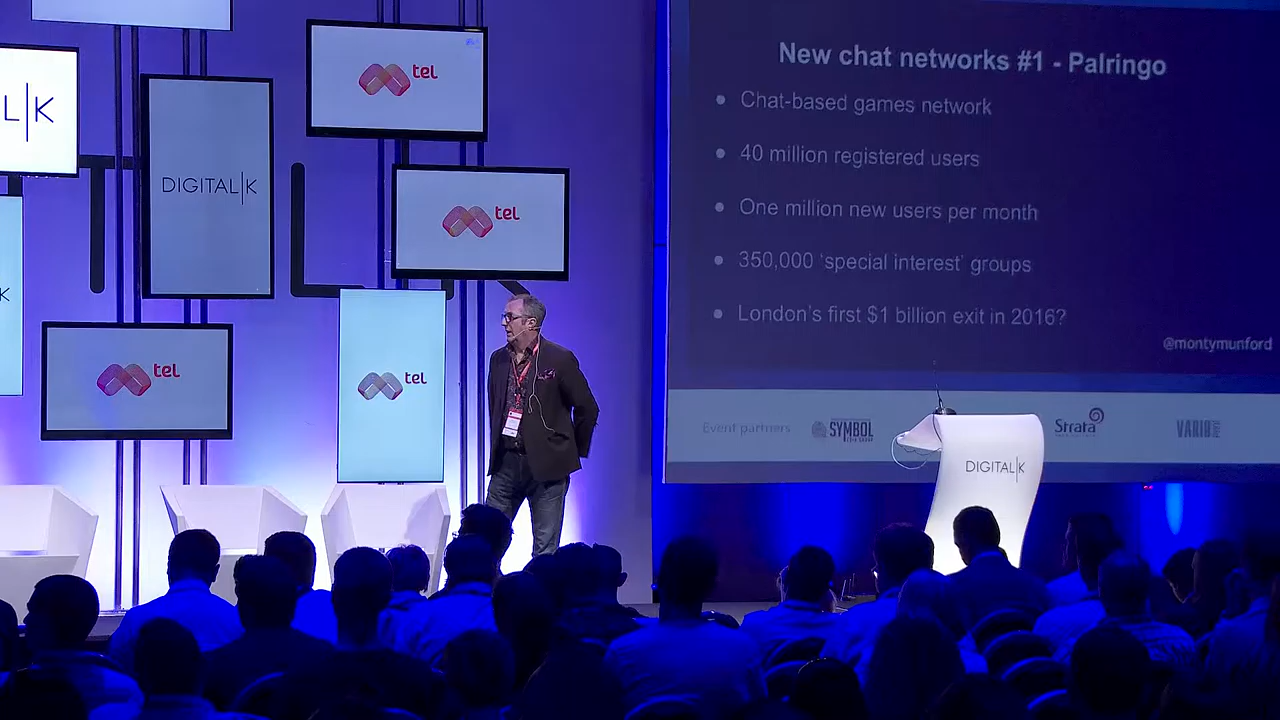 tel
L|K
DIGITAL|K
tel
K
tel
tel
New chat networks #1 - Palringo
• Chat-based games network
• 40 million registered users
• One million new users per month
• 350,000 'special interest' groups
• London's first $1 billion exit in 2016?
@montymunford
Event partners
SYMBOL
Strata
VARIO
DIGITAL|K